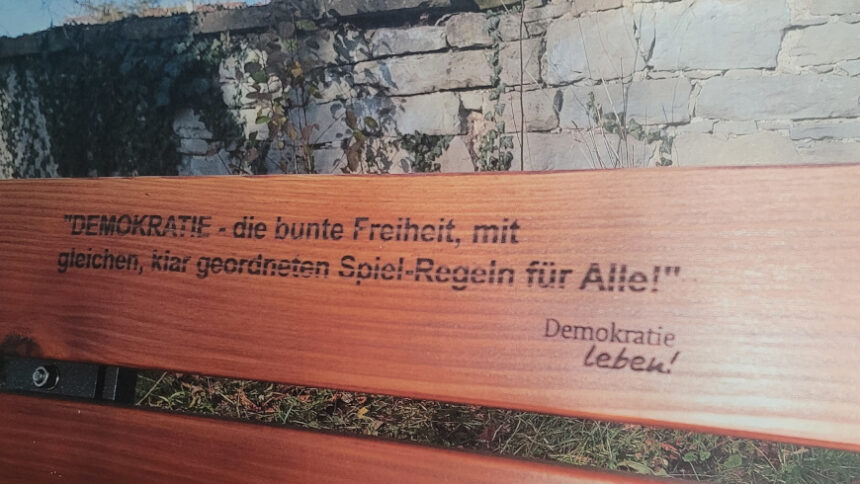 "DEMOKRATIE - die bunte Freiheit, mit
gleichen, klar geordneten Spiel-Regeln für Alle!"
Demokratie
leben!